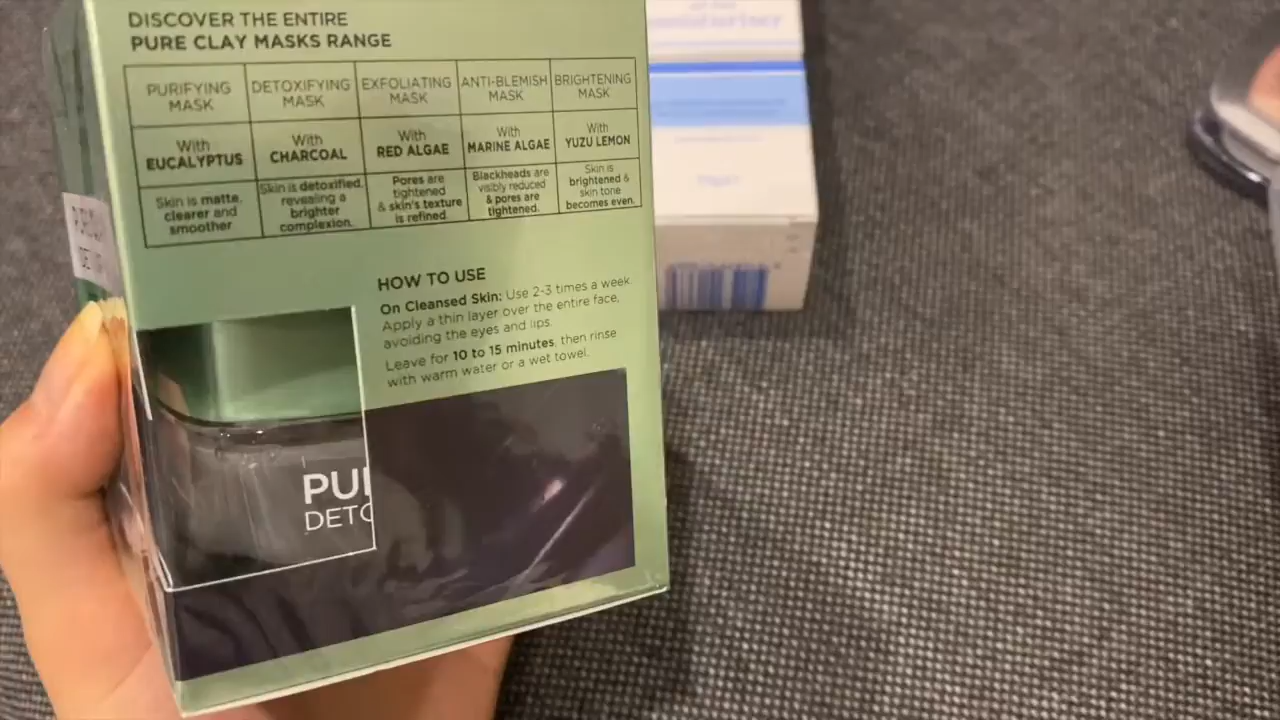 DISCOVER THE ENTIRE
PURE CLAY MASKS RANGE
PURIFYING
MASK
With
EUCALYPTUS
Skin is matte,
clearer and
smoother
DETOXIFYING
MASK
With
CHARCOAL
Skin is detoxified,
revealing a
brighter
complexion.
EXFOLIATING
MASK
With
RED ALGAE
Pores are
tightened
& skin's texture
is refined.
ANTI-BLEMISH
MASK
With
MARINE ALGAE
Blackheads are
visibly reduced
& pores are
tightened.
BRIGHTENING
MASK
With
YUZU LEMON
Skin is
brightened &
skin tone
becomes even.
HOW TO USE
On Cleansed Skin: Use 2-3 times a week.
Apply a thin layer over the entire face,
avoiding the eyes and lips.
Leave for 10 to 15 minutes, then rinse
with warm water or a wet towel.
PUR
DETO